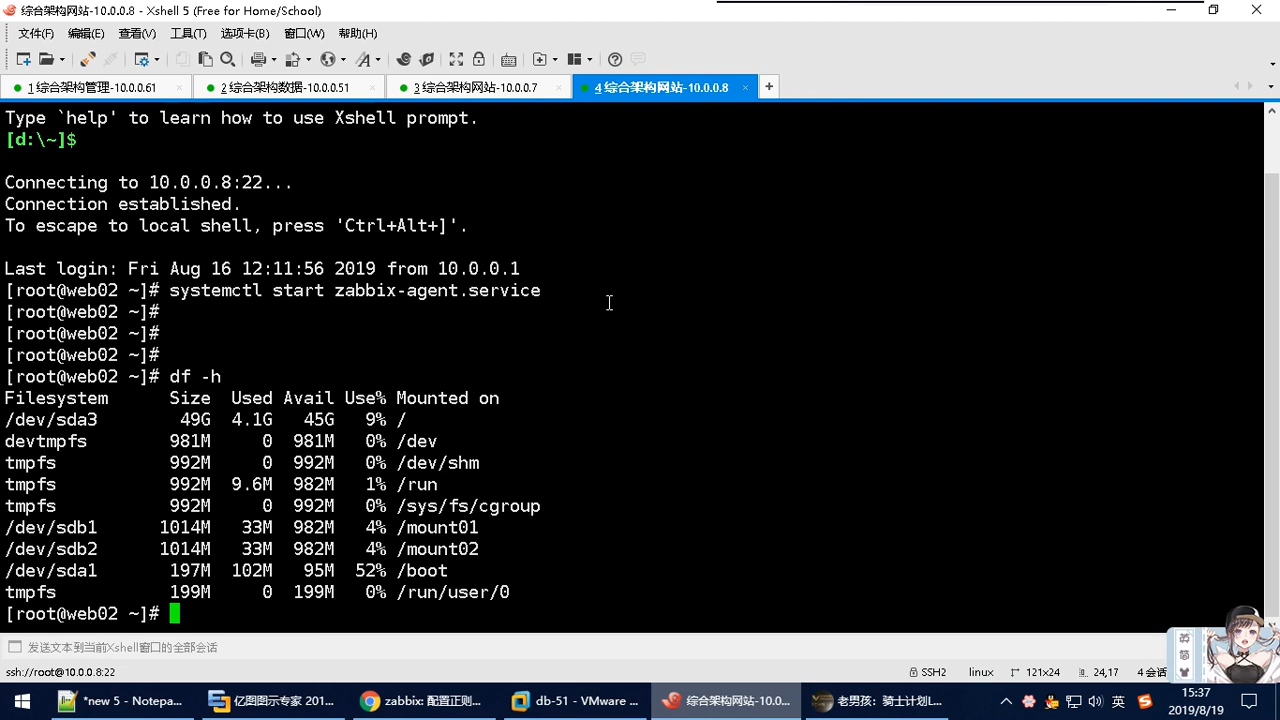 综合架构网站-10.0.0.8 - Xshell 5 (Free for Home/School)
文件(F) 编辑(E) 查看(V) 工具(T) 选项卡(B) 窗口(W) 帮助(H)
1 综合架构管理-10.0.0.61 × 2 综合架构数据-10.0.0.51 × 3 综合架构网站-10.0.0.7 × 4 综合架构网站-10.0.0.8 × +
Type `help' to learn how to use Xshell prompt.
[d:\~]$
Connecting to 10.0.0.8:22...
Connection established.
To escape to local shell, press 'Ctrl+Alt+]'.
Last login: Fri Aug 16 12:11:56 2019 from 10.0.0.1
[root@web02 ~]# systemctl start zabbix-agent.service
[root@web02 ~]#
[root@web02 ~]#
[root@web02 ~]#
[root@web02 ~]# df -h
Filesystem Size Used Avail Use% Mounted on
/dev/sda3 49G 4.1G 45G 9% /
devtmpfs 981M 0 981M 0% /dev
tmpfs 992M 0 992M 0% /dev/shm
tmpfs 992M 9.6M 982M 1% /run
tmpfs 992M 0 992M 0% /sys/fs/cgroup
/dev/sdb1 1014M 33M 982M 4% /mount01
/dev/sdb2 1014M 33M 982M 4% /mount02
/dev/sda1 197M 102M 95M 52% /boot
tmpfs 199M 0 199M 0% /run/user/0
[root@web02 ~]#
发送文本到当前Xshell窗口的全部会话
英
简
ssh://root@10.0.0.8:22 SSH2 linux 121x24 24,17 4 会话
*new 5 - Notepa... 亿图图示专家 201... zabbix: 配置正则... db-51 - VMware ... 综合架构网站-10.0... 老男孩：骑士计划L... 英 15:37
2019/8/19